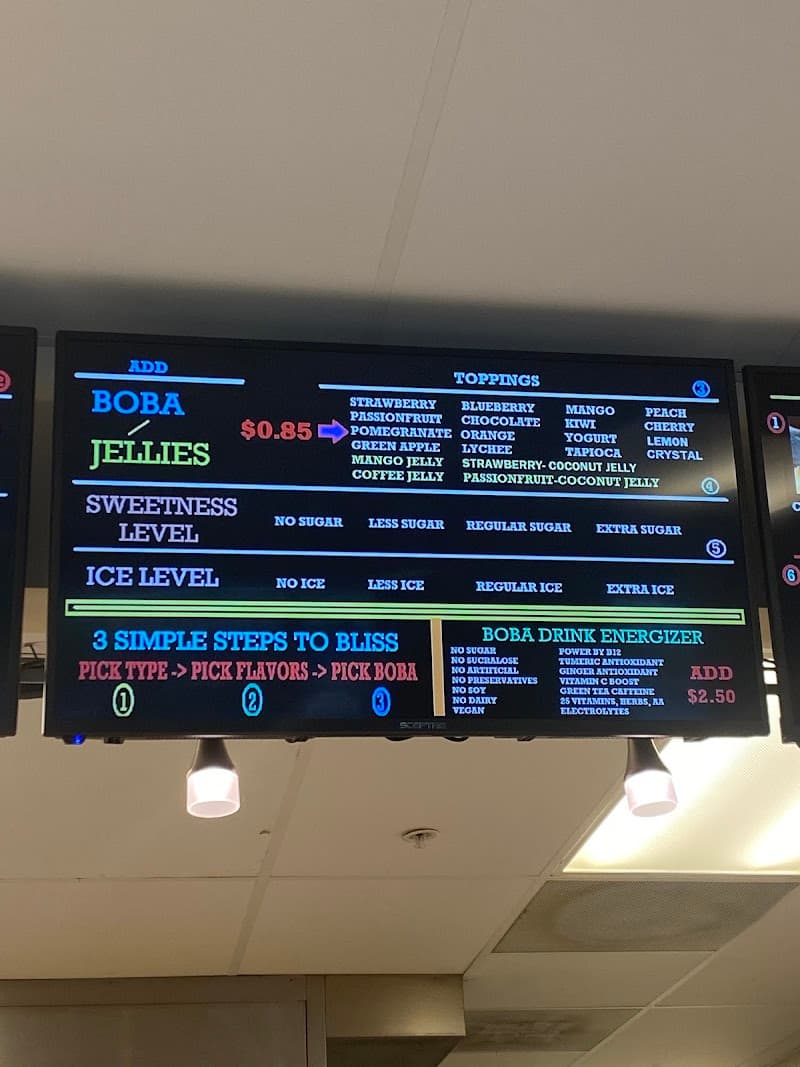 ADD
BOBA
/
JELLIES
$0.85
TOPPINGS
3
STRAWBERRY BLUEBERRY MANGO PEACH
PASSIONFRUIT CHOCOLATE KIWI CHERRY
POMEGRANATE ORANGE YOGURT LEMON
GREEN APPLE LYCHEE TAPIOCA CRYSTAL
MANGO JELLY STRAWBERRY- COCONUT JELLY
COFFEE JELLY PASSIONFRUIT-COCONUT JELLY
4
SWEETNESS
LEVEL
NO SUGAR LESS SUGAR REGULAR SUGAR EXTRA SUGAR
5
ICE LEVEL NO ICE LESS ICE REGULAR ICE EXTRA ICE
3 SIMPLE STEPS TO BLISS
PICK TYPE -> PICK FLAVORS -> PICK BOBA
1 2 3
BOBA DRINK ENERGIZER
NO SUGAR
NO SUCRALOSE
NO ARTIFICIAL
NO PRESERVATIVES
NO SOY
NO DAIRY
VEGAN
POWER BY B12
TUMERIC ANTIOXIDANT
GINGER ANTIOXIDANT
VITAMIN C BOOST
GREEN TEA CAFFEINE
25 VITAMINS, HERBS, AA
ELECTROLYTES
ADD
$2.50
SCEPTRE
1
6